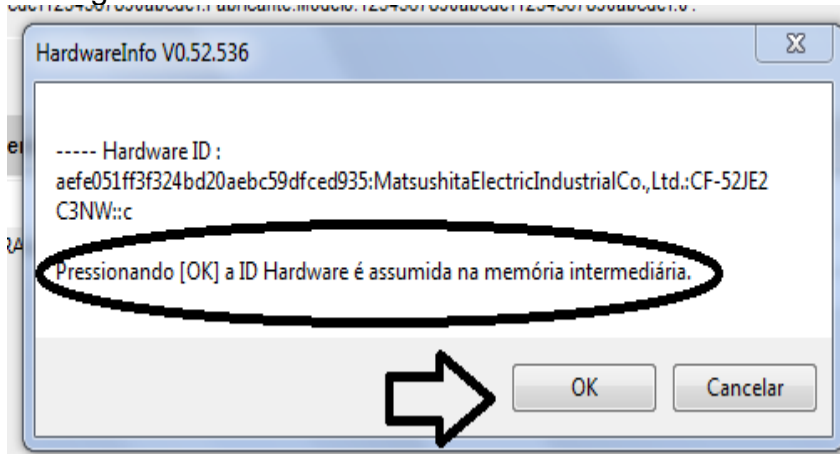 HardwareInfo V0.52.536
----- Hardware ID :
aefe051ff3f324bd20aebc59dfced935:MatsushitaElectricIndustrialCo.,Ltd.:CF-52JE2
C3NW::c
Pressionando [OK] a ID Hardware é assumida na memória intermediária.
OK Cancelar